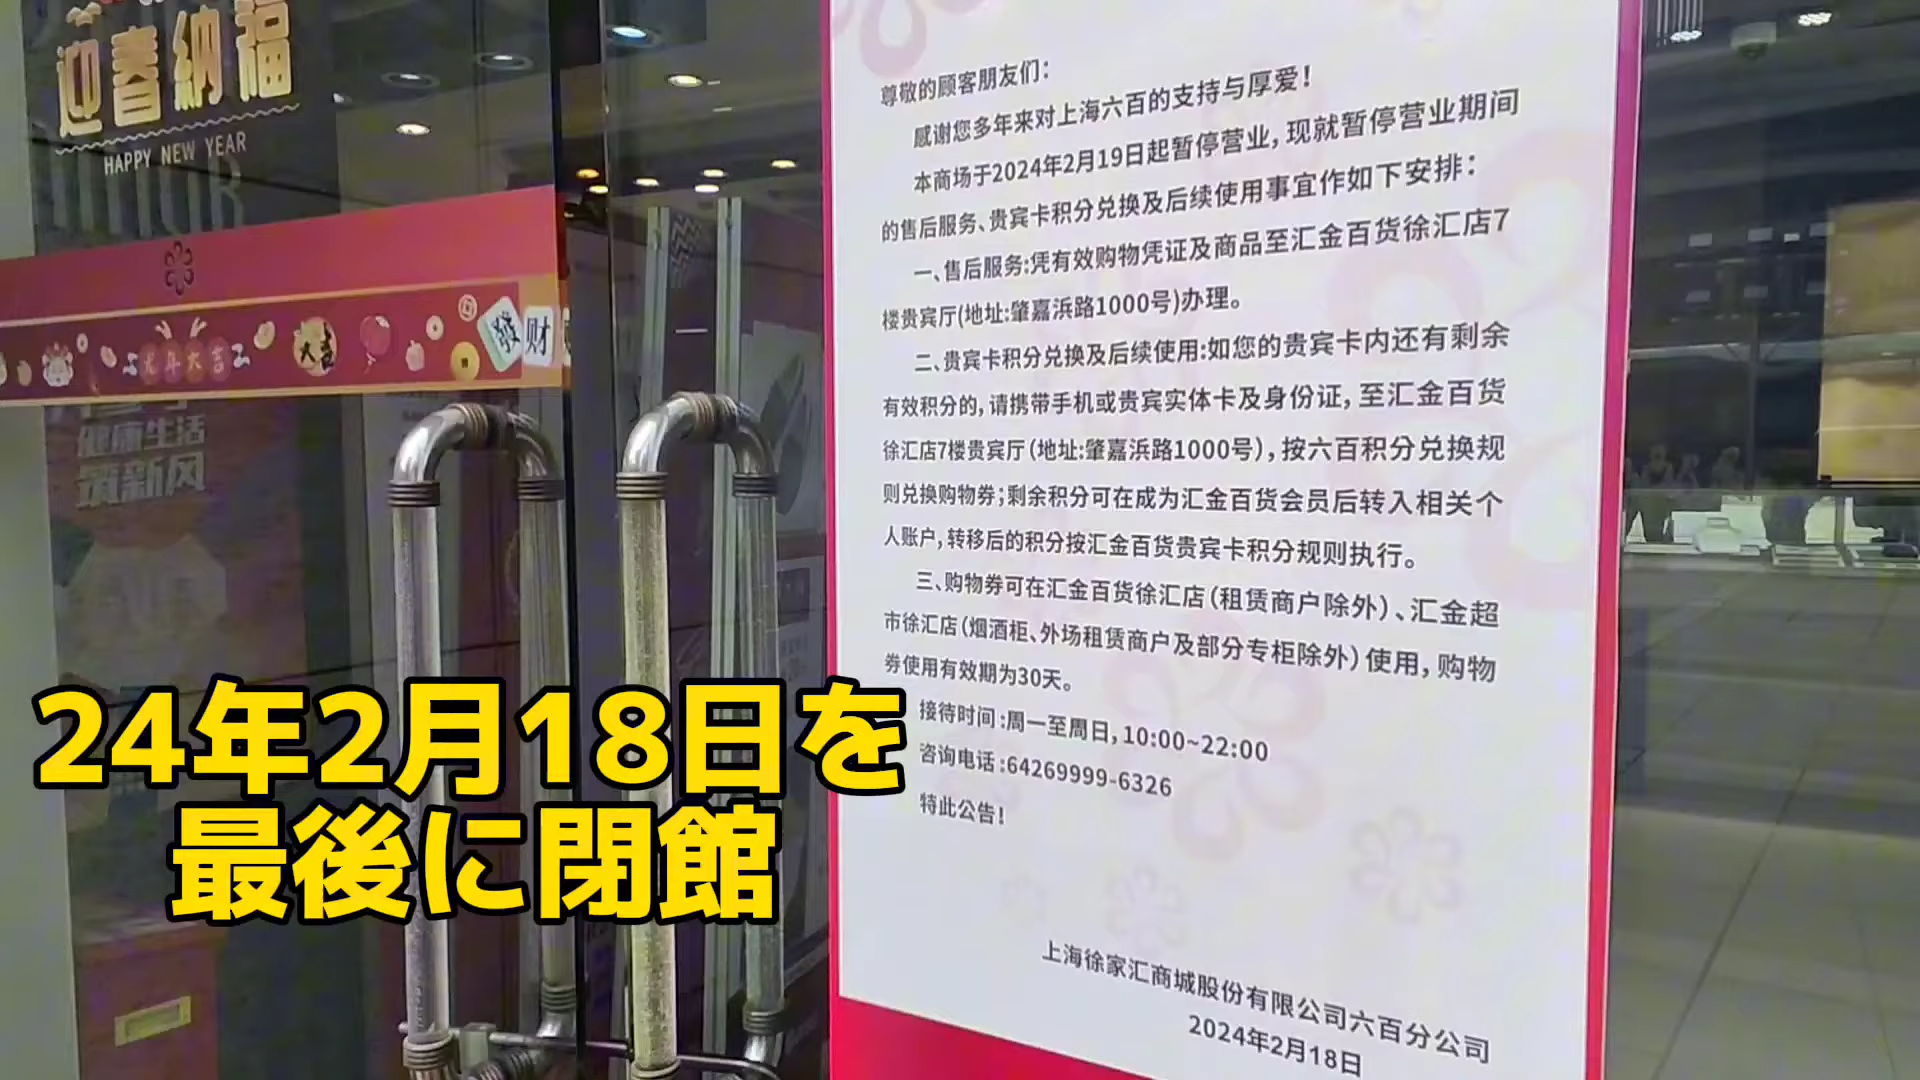 迎春纳福
HAPPY NEW YEAR
龙年大吉
大吉
發财
健康生活
尊敬的顾客朋友们：
感谢您多年来对上海六百的支持与厚爱！
本商场于2024年2月19日起暂停营业，现就暂停营业期间
的售后服务、贵宾卡积分兑换及后续使用事宜作如下安排：
一、售后服务：凭有效购物凭证及商品至汇金百货徐汇店7
楼贵宾厅(地址:肇嘉浜路1000号)办理。
二、贵宾卡积分兑换及后续使用:如您的贵宾卡内还有剩余
有效积分的，请携带手机或贵宾实体卡及身份证，至汇金百货
徐汇店7楼贵宾厅（地址:肇嘉浜路1000号），按六百积分兑换规
则兑换购物券；剩余积分可在成为汇金百货会员后转入相关个
人账户，转移后的积分按汇金百货贵宾卡积分规则执行。
三、购物券可在汇金百货徐汇店（租赁商户除外）、汇金超
市徐汇店（烟酒柜、外场租赁商户及部分专柜除外）使用，购物
券使用有效期为30天。
接待时间:周一至周日，10:00~22:00
咨询电话:64269999-6326
特此公告！
上海徐家汇商城股份有限公司六百分公司
2024年2月18日
24年2月18日を
最後に閉館